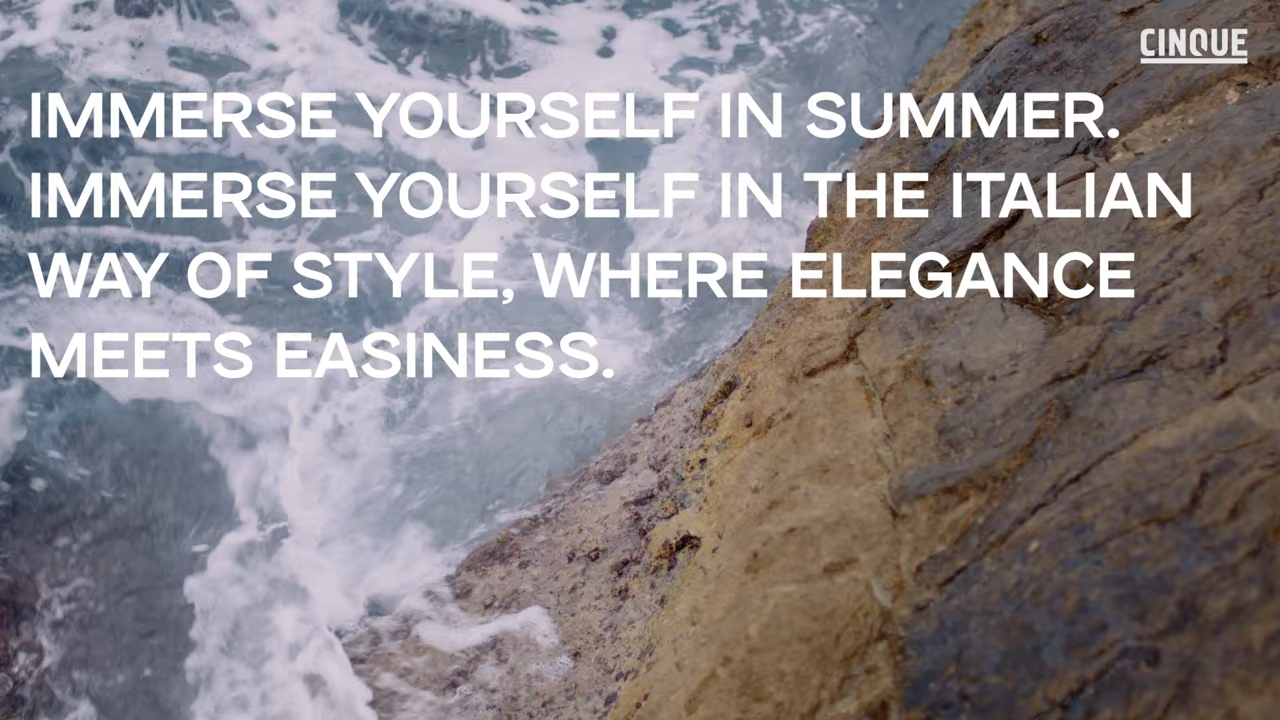 CINQUE
IMMERSE YOURSELF IN SUMMER.
IMMERSE YOURSELF IN THE ITALIAN
WAY OF STYLE, WHERE ELEGANCE
MEETS EASINESS.